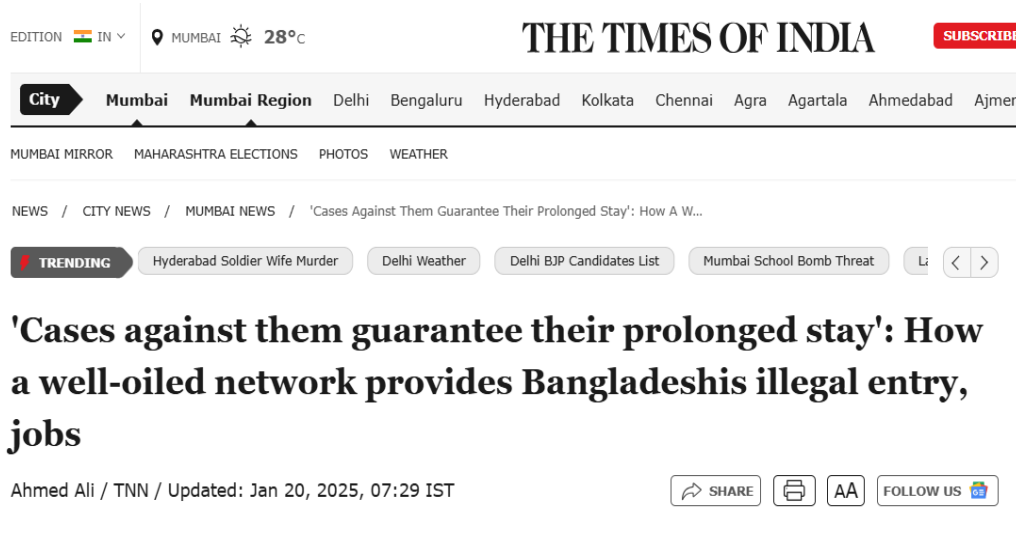 EDITION IN MUMBAI 28°C THE TIMES OF INDIA SUBSCRIBE
City Mumbai Mumbai Region Delhi Bengaluru Hyderabad Kolkata Chennai Agra Agartala Ahmedabad Ajmer
MUMBAI MIRROR MAHARASHTRA ELECTIONS PHOTOS WEATHER
NEWS / CITY NEWS / MUMBAI NEWS / 'Cases Against Them Guarantee Their Prolonged Stay': How A W...
TRENDING Hyderabad Soldier Wife Murder Delhi Weather Delhi BJP Candidates List Mumbai School Bomb Threat
'Cases against them guarantee their prolonged stay': How
a well-oiled network provides Bangladeshis illegal entry,
jobs
Ahmed Ali / TNN / Updated: Jan 20, 2025, 07:29 IST SHARE AA FOLLOW US